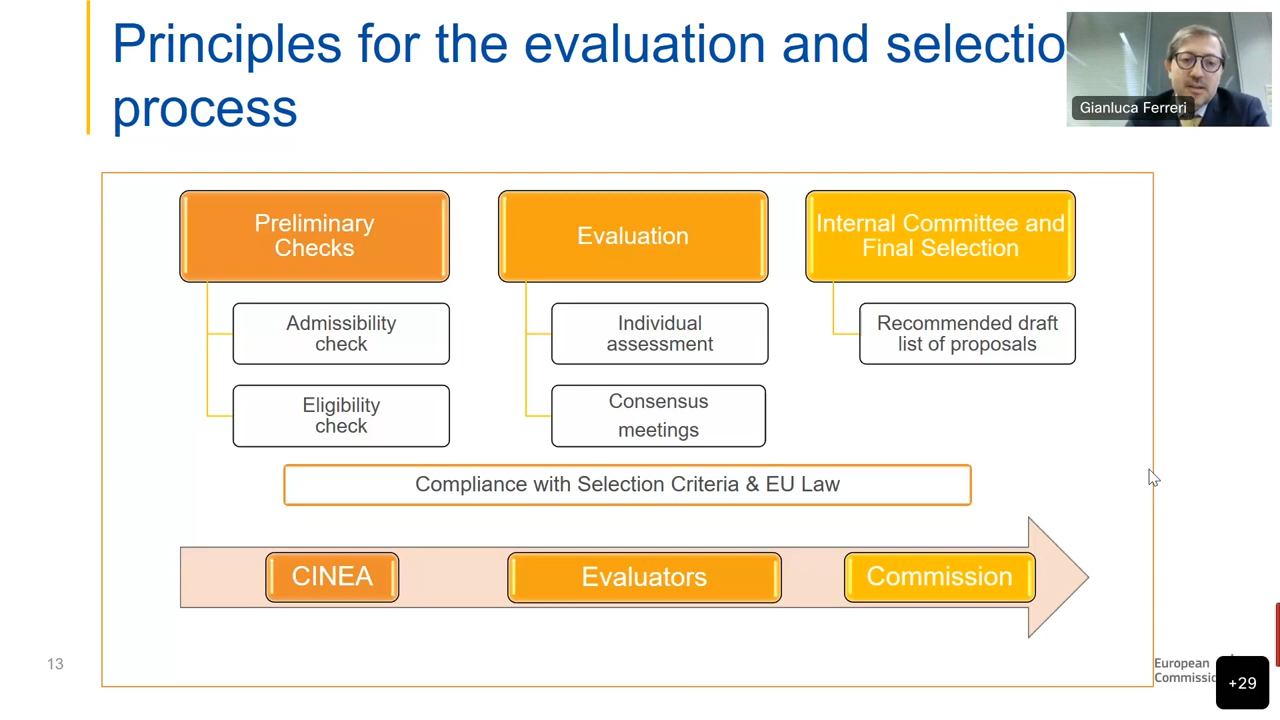 Principles for the evaluation and selectio
process
Gianluca Ferreri
Preliminary
Checks
Evaluation
Internal Committee and
Final Selection
Admissibility
check
Individual
assessment
Recommended draft
list of proposals
Eligibility
check
Consensus
meetings
Compliance with Selection Criteria & EU Law
CINEA
Evaluators
Commission
13
European
Commissi
+29